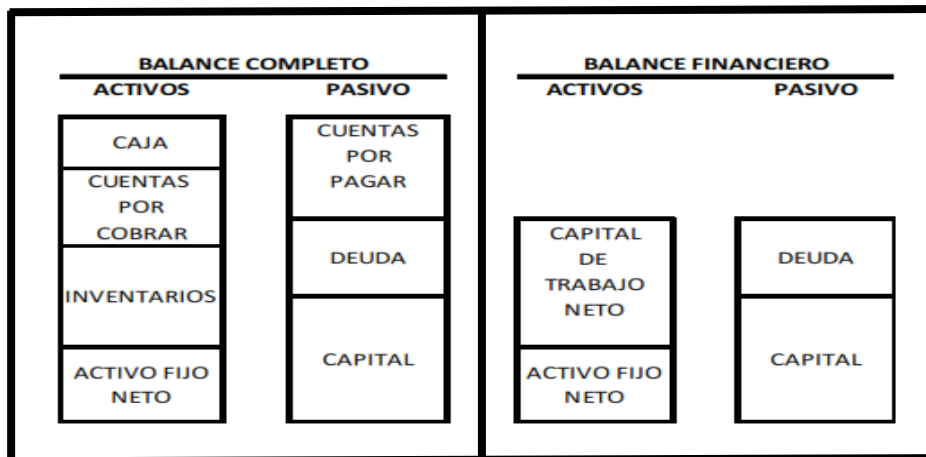 BALANCE COMPLETO
ACTIVOS
PASIVO
CAJA
CUENTAS
POR
COBRAR
INVENTARIOS
ACTIVO FIJO
NETO
CUENTAS
POR
PAGAR
DEUDA
CAPITAL
BALANCE FINANCIERO
ACTIVOS
PASIVO
CAPITAL
DE
TRABAJO
NETO
ACTIVO FIJO
NETO
DEUDA
CAPITAL